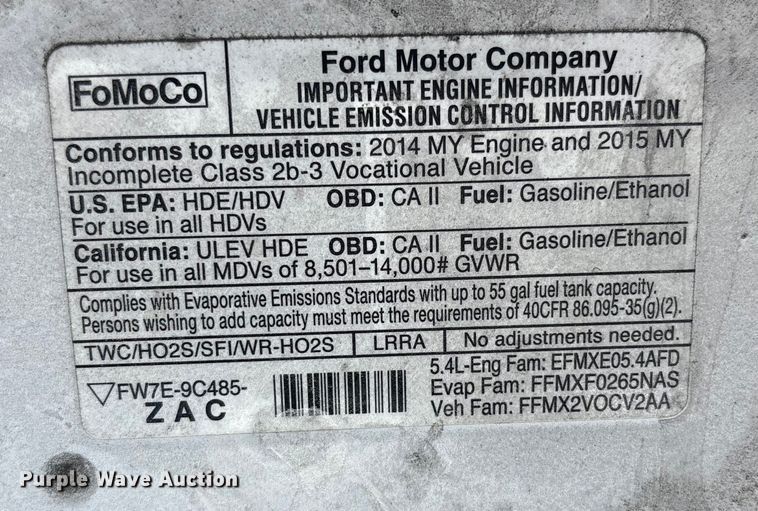 FoMoCo
Ford Motor Company
IMPORTANT ENGINE INFORMATION/
VEHICLE EMISSION CONTROL INFORMATION
Conforms to regulations: 2014 MY Engine and 2015 MY
Incomplete Class 2b-3 Vocational Vehicle
U.S. EPA: HDE/HDV OBD: CA II Fuel: Gasoline/Ethanol
For use in all HDVs
California: ULEV HDE OBD: CA II Fuel: Gasoline/Ethanol
For use in all MDVs of 8,501–14,000# GVWR
Complies with Evaporative Emissions Standards with up to 55 gal fuel tank capacity.
Persons wishing to add capacity must meet the requirements of 40CFR 86.095-35(g)(2).
TWC/HO2S/SFI/WR-HO2S LRRA No adjustments needed.
5.4L-Eng Fam: EFMXE05.4AFD
▽FW7E-9C485- Evap Fam: FFMXF0265NAS
ZAC Veh Fam: FFMX2VOCV2AA
Purple Wave Auction